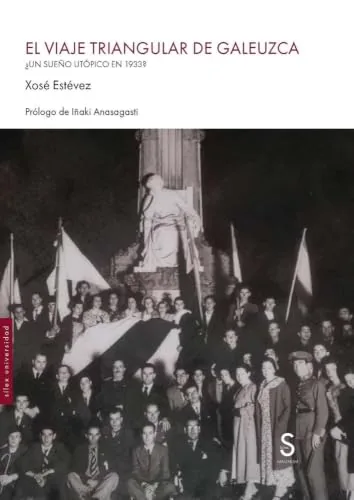 EL VIAJE TRIANGULAR DE GALEUZCA
¿UN SUEÑO UTÓPICO EN 1933?
Xosé Estévez
Prólogo de Iñaki Anasagasti
sílex universidad
S